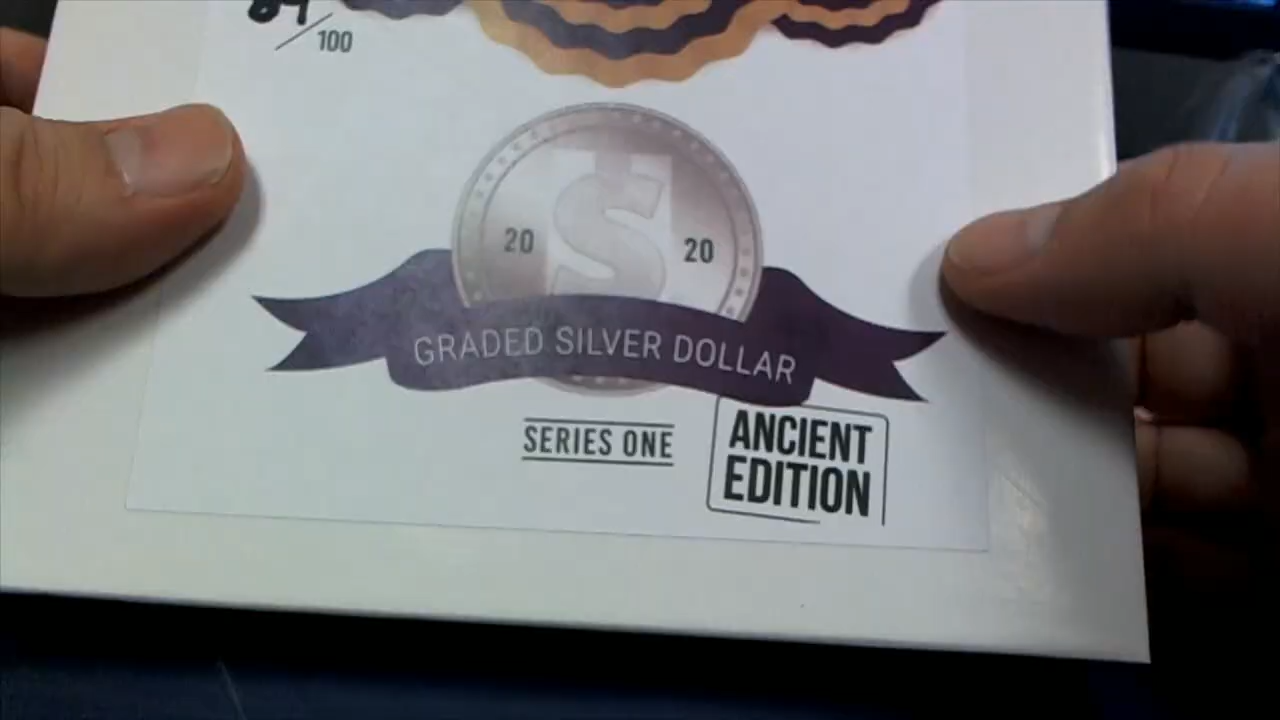 /100
$
20 20
GRADED SILVER DOLLAR
SERIES ONE
ANCIENT
EDITION